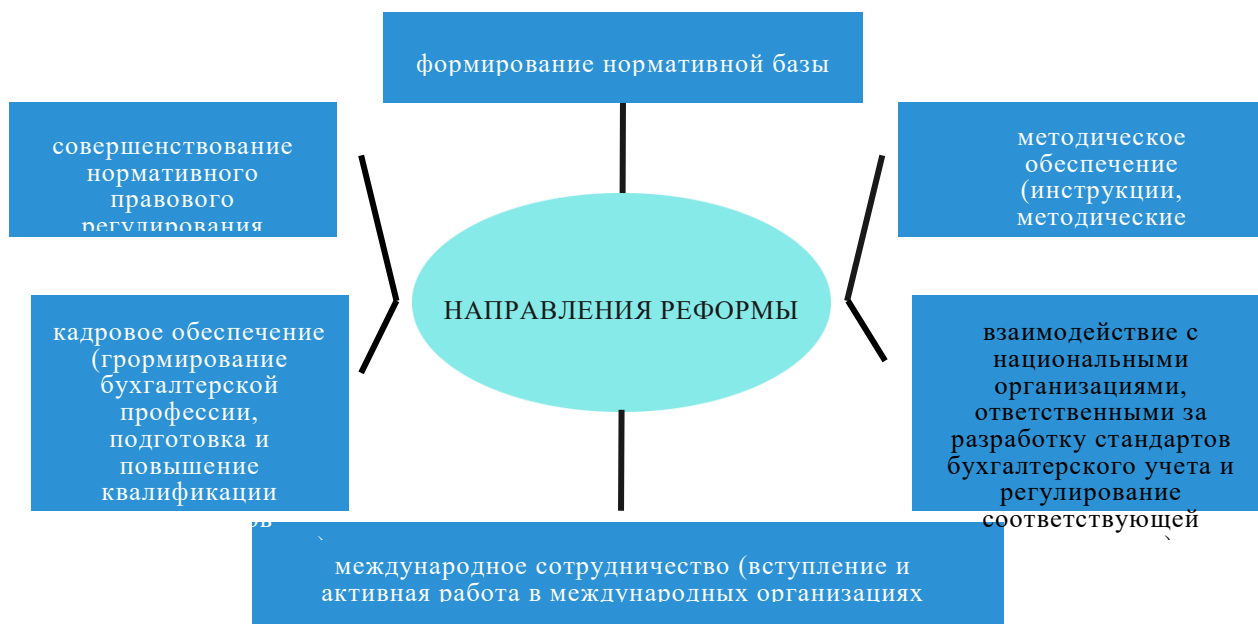 формирование нормативной базы
совершенствование
нормативного
правового
регулирования
методическое
обеспечение
(инструкции,
методические
НАПРАВЛЕНИЯ РЕФОРМЫ
кадровое обеспечение
(грормирование
бухгалтерской
профессии,
подготовка и
повышение
квалификации
взаимодействие с
национальными
организациями,
ответственными за
разработку стандартов
бухгалтерского учета и
регулирование
соответствующей
международное сотрудничество (вступление и
активная работа в международных организациях